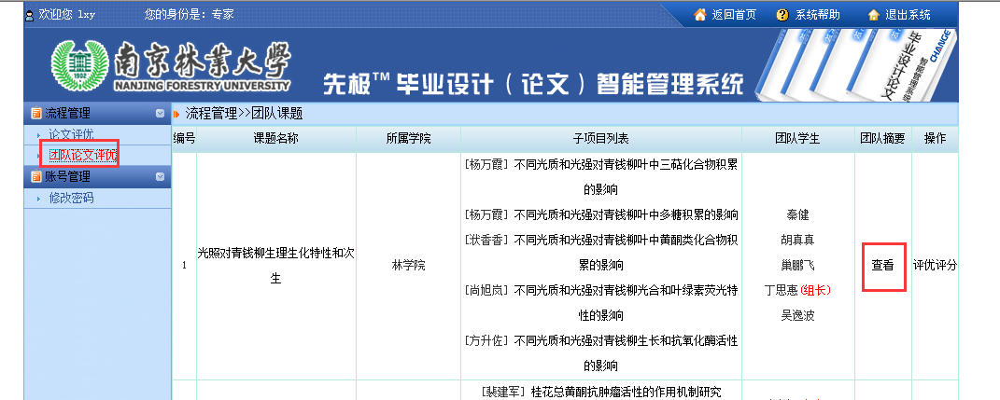 欢迎您 lxy 您的身份是：专家 返回首页 系统帮助 退出系统
南京林業大學
NANJING FORESTRY UNIVERSITY
1902
先极™毕业设计（论文）智能管理系统
毕业设计论文
智能管理系统
CHANGE
流程管理
论文评优
团队论文评优
账号管理
修改密码
流程管理>>团队课题
编号 课题名称 所属学院 子项目列表 团队学生 团队摘要 操作
1
光照对青钱柳生理生化特性和次
生
林学院
[杨万霞] 不同光质和光强对青钱柳叶中三萜化合物积累
的影响
[杨万霞] 不同光质和光强对青钱柳叶中多糖积累的影响
[洑香香] 不同光质和光强对青钱柳叶中黄酮类化合物积
累的影响
[尚旭岚] 不同光质和光强对青钱柳光合和叶绿素荧光特
性的影响
[方升佐] 不同光质和光强对青钱柳生长和抗氧化酶活性
的影响
秦健
胡真真
巢鹏飞
丁思惠(组长)
吴逸波
查看
评优评分
[裴建军] 桂花总黄酮抗肿瘤活性的作用机制研究